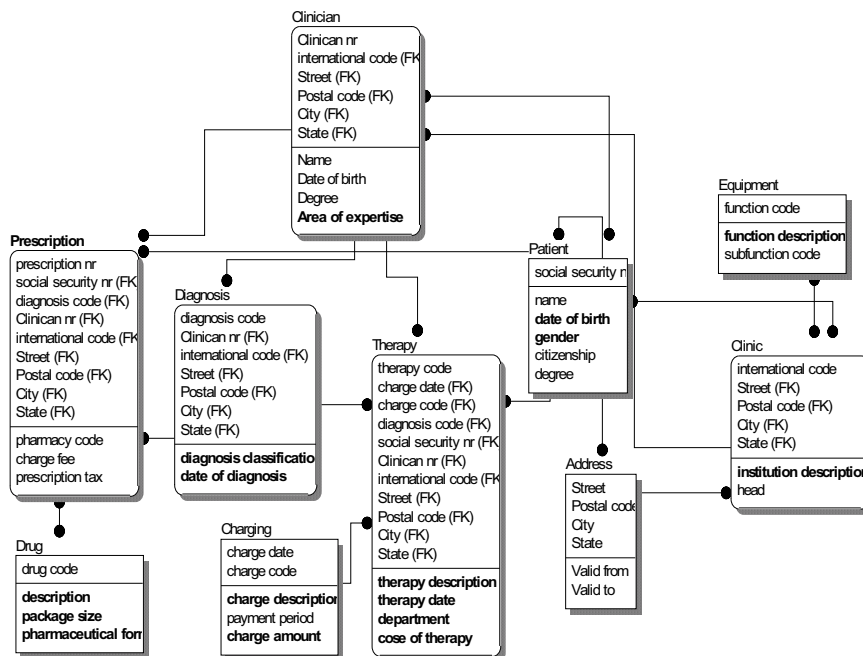 Clinician
Clinican nr
international code (FK
Street (FK)
Postal code (FK)
City (FK)
State (FK)
Name
Date of birth
Degree
Area of expertise
Equipment
function code
function description
subfunction code
Prescription
prescription nr
social security nr (FK
diagnosis code (FK)
Clinican nr (FK)
international code (FK)
Street (FK)
Postal code (FK)
City (FK)
State (FK)
pharmacy code
charge fee
prescription tax
Diagnosis
diagnosis code
Clinican nr (FK)
international code (FK)
Street (FK)
Postal code (FK)
City (FK)
State (FK)
diagnosis classificatio
date of diagnosis
Patient
social security n
name
date of birth
gender
citizenship
degree
Therapy
therapy code
charge date (FK)
charge code (FK)
diagnosis code (FK)
social security nr (FK
Clinican nr (FK)
international code (FK
Street (FK)
Postal code (FK)
City (FK)
State (FK)
therapy description
therapy date
department
cose of therapy
Clinic
international code
Street (FK)
Postal code (FK)
City (FK)
State (FK)
institution description
head
Address
Street
Postal code
City
State
Valid from
Valid to
Charging
charge date
charge code
charge description
payment period
charge amount
Drug
drug code
description
package size
pharmaceutical form